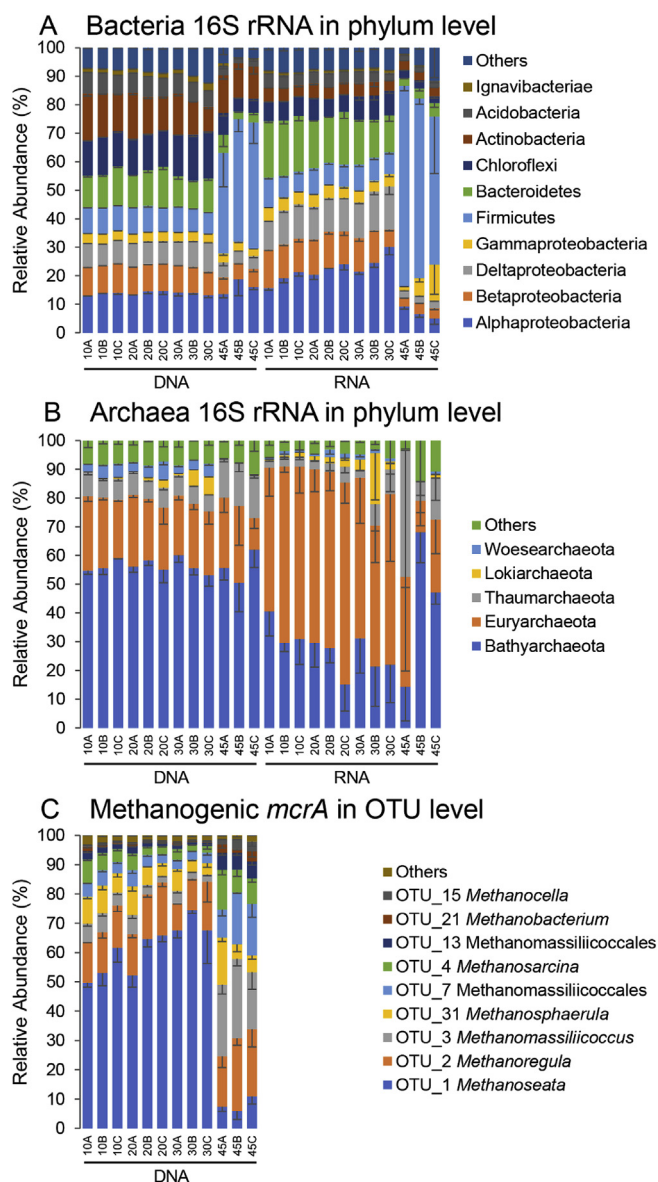 A Bacteria 16S rRNA in phylum level
Relative Abundance (%)
100
90
80
70
60
50
40
30
20
10
0
Others
Ignavibacteriae
Acidobacteria
Actinobacteria
Chloroflexi
Bacteroidetes
Firmicutes
Gammaproteobacteria
Deltaproteobacteria
Betaproteobacteria
Alphaproteobacteria
10A 10B 10C 20A 20B 20C 30A 30B 30C 45A 45B 45C 10A 10B 10C 20A 20B 20C 30A 30B 30C 45A 45B 45C
DNA RNA
B Archaea 16S rRNA in phylum level
Relative Abundance (%)
100
90
80
70
60
50
40
30
20
10
0
Others
Woesearchaeota
Lokiarchaeota
Thaumarchaeota
Euryarchaeota
Bathyarchaeota
10A 10B 10C 20A 20B 20C 30A 30B 30C 45A 45B 45C 10A 10B 10C 20A 20B 20C 30A 30B 30C 45A 45B 45C
DNA RNA
C Methanogenic mcrA in OTU level
Relative Abundance (%)
100
90
80
70
60
50
40
30
20
10
0
Others
OTU_15 Methanocella
OTU_21 Methanobacterium
OTU_13 Methanomassiliicoccales
OTU_4 Methanosarcina
OTU_7 Methanomassiliicoccales
OTU_31 Methanosphaerula
OTU_3 Methanomassiliicoccus
OTU_2 Methanoregula
OTU_1 Methanoseata
10A 10B 10C 20A 20B 20C 30A 30B 30C 45A 45B 45C
DNA